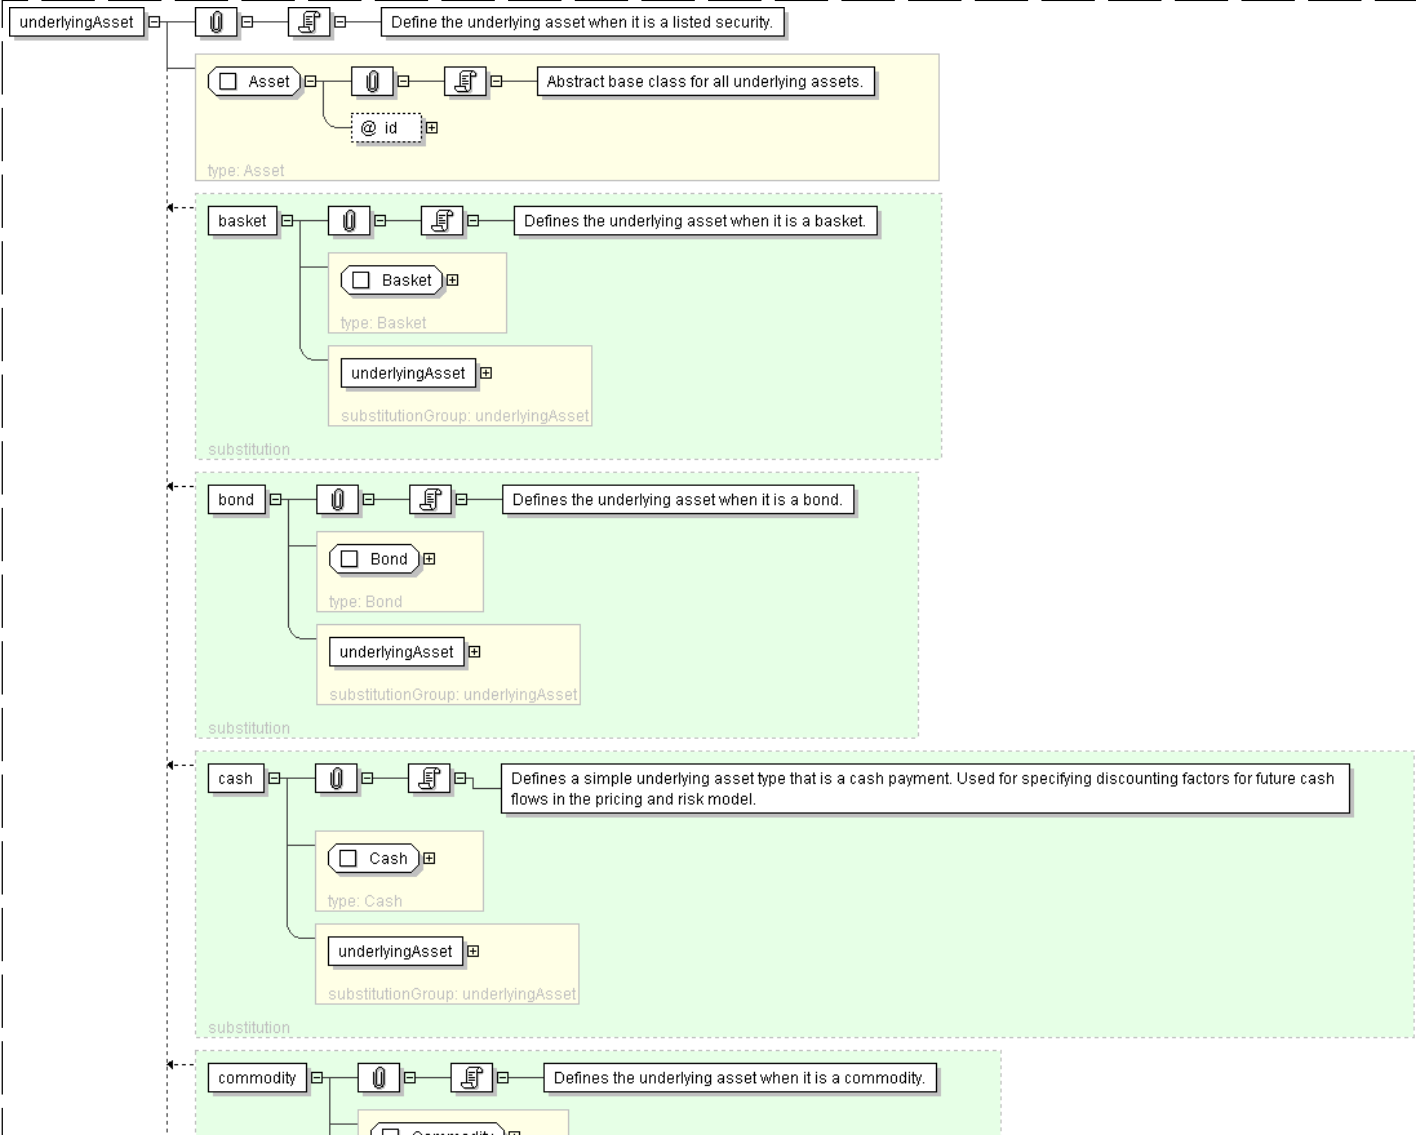 underlyingAsset
Define the underlying asset when it is a listed security.
Asset
Abstract base class for all underlying assets.
@ id
type: Asset
basket
Defines the underlying asset when it is a basket.
Basket
type: Basket
underlyingAsset
substitutionGroup: underlyingAsset
substitution
bond
Defines the underlying asset when it is a bond.
Bond
type: Bond
underlyingAsset
substitutionGroup: underlyingAsset
substitution
cash
Defines a simple underlying asset type that is a cash payment. Used for specifying discounting factors for future cash
flows in the pricing and risk model.
Cash
type: Cash
underlyingAsset
substitutionGroup: underlyingAsset
substitution
commodity
Defines the underlying asset when it is a commodity.
Commodity